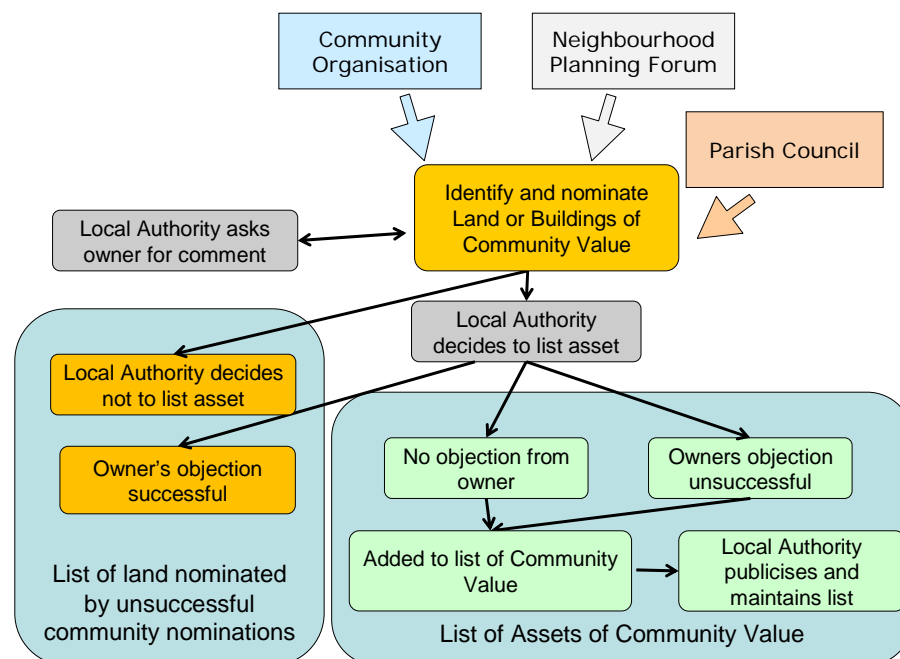 Community
Organisation
Neighbourhood
Planning Forum
Parish Council
Identify and nominate
Land or Buildings of
Community Value
Local Authority asks
owner for comment
Local Authority
decides to list asset
Local Authority decides
not to list asset
Owner's objection
successful
No objection from
owner
Owners objection
unsuccessful
Added to list of Community
Value
Local Authority
publicises and
maintains list
List of land nominated
by unsuccessful
community nominations
List of Assets of Community Value